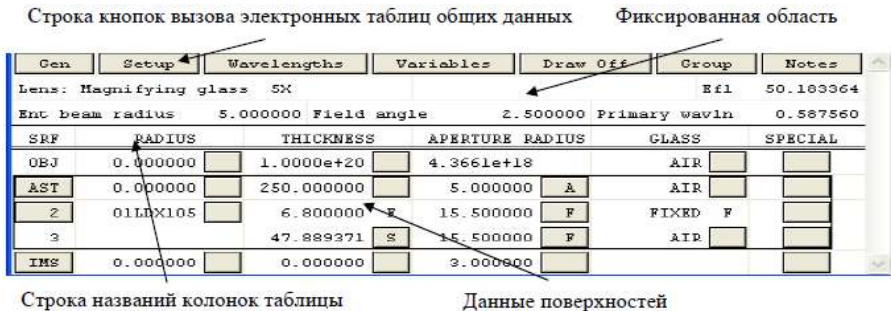 Строка кнопок вызова электронных таблиц общих данных Фиксированная область
Gen Setup Wavelengths Variables Draw Off Group Notes
Lens: Magnifying glass 5X Efl 50.183364
Ent beam radius 5.000000 Field angle 2.500000 Primary wavln 0.587560
SRF RADIUS THICKNESS APERTURE RADIUS GLASS SPECIAL
OBJ 0.000000 1.0000e+20 4.3661e+18 AIR
AST 0.000000 250.000000 5.000000 A AIR
2 01LDX105 6.800000 F 15.500000 F FIXED F
3 47.889371 S 15.500000 F AIR
IMS 0.000000 0.000000 3.000000
Строка названий колонок таблицы Данные поверхностей